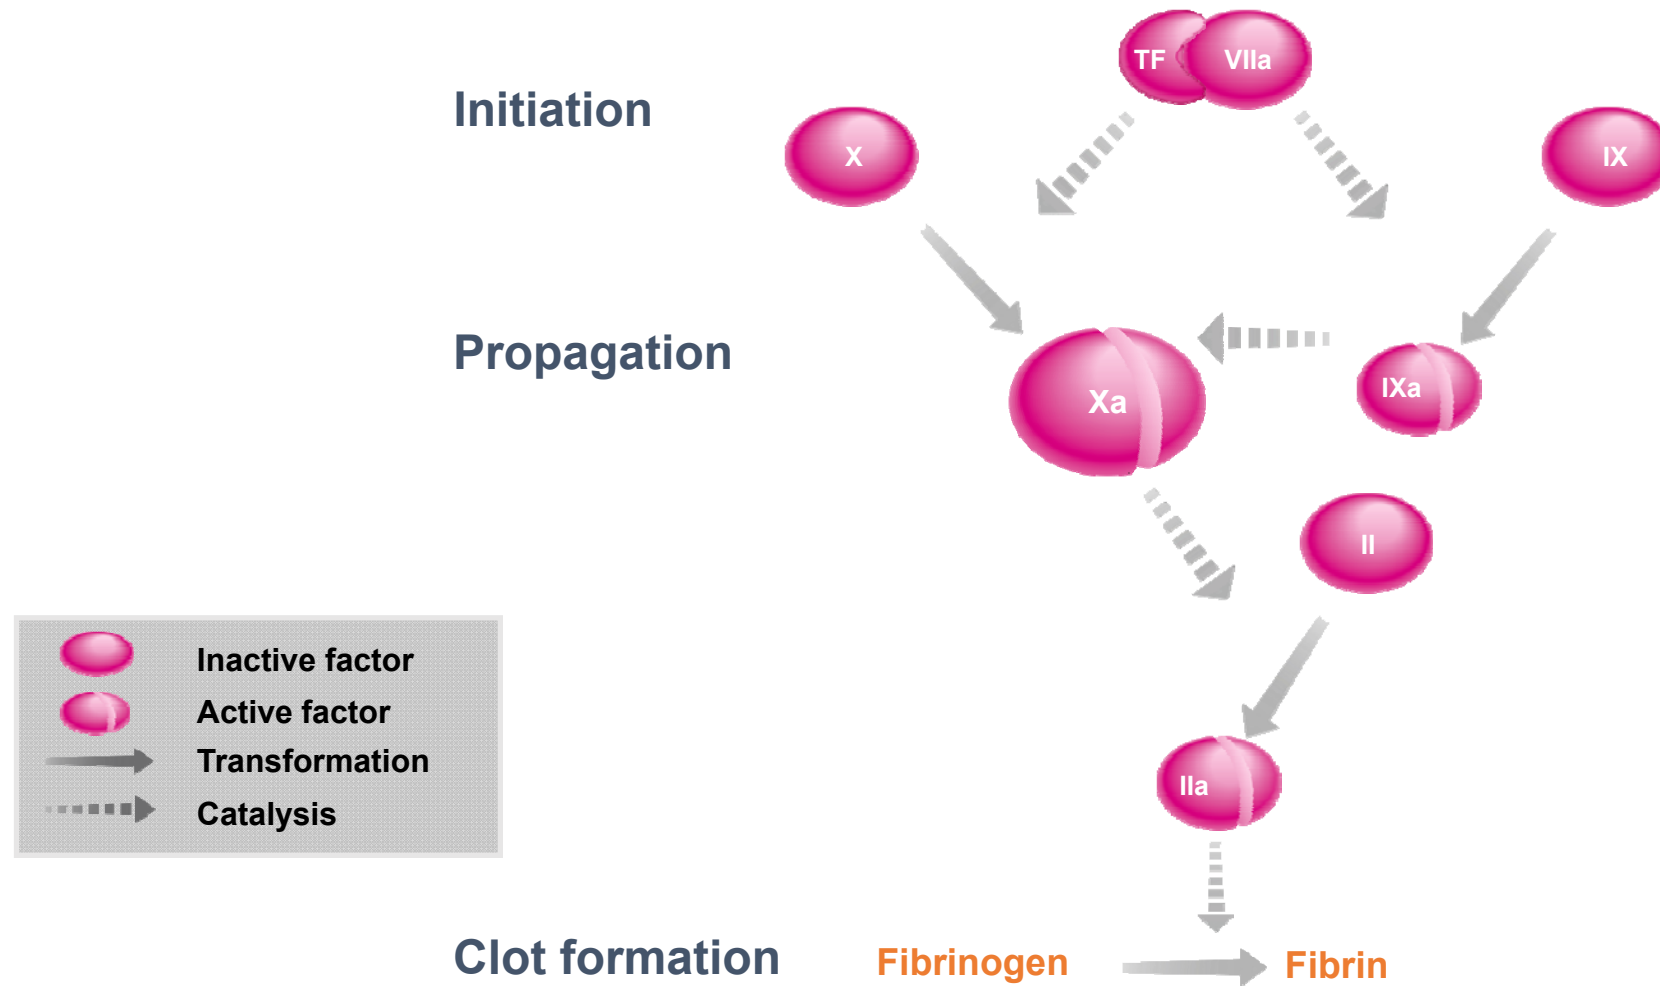 TF VIIa
Initiation
X
IX
Propagation
Xa
IXa
II
Inactive factor
Active factor
Transformation
Catalysis
IIa
Clot formation
Fibrinogen
Fibrin